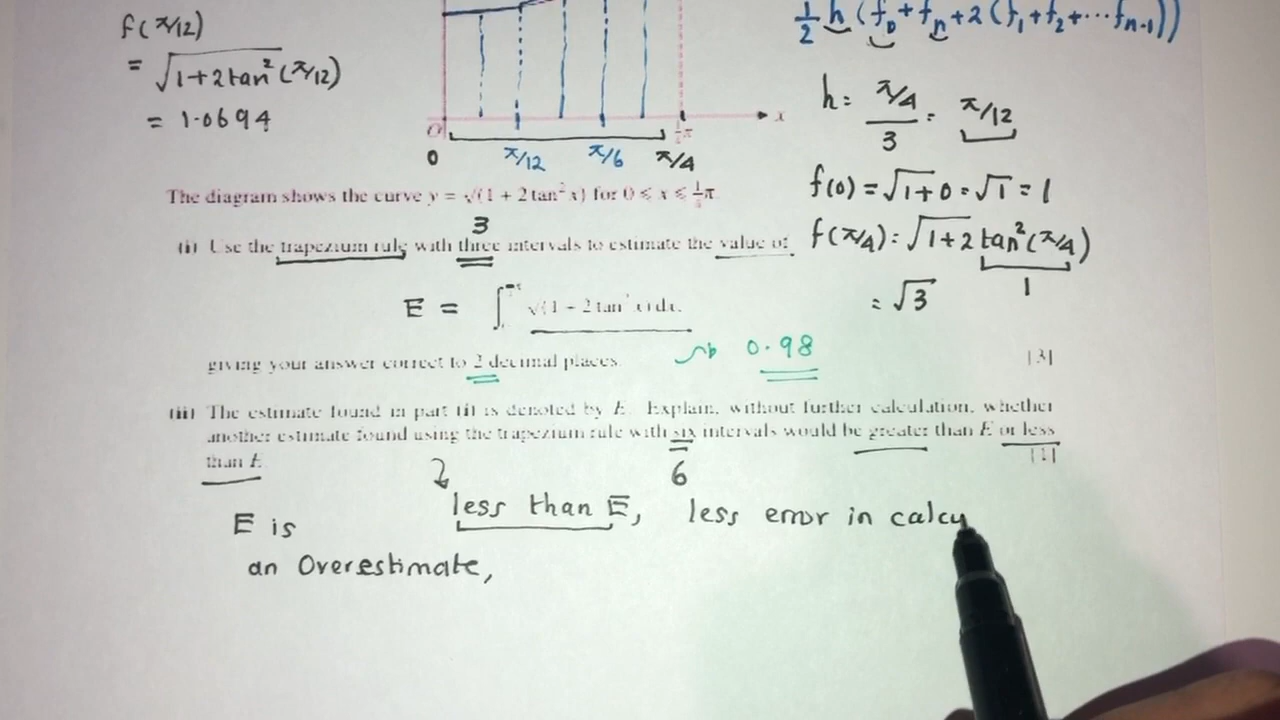 f(π/12)
= √1+2tan²(π/12)
= 1.0694
½ h (f₀ + fₙ + 2 (f₁ + f₂ + ... fₙ₋₁))
h = π/4 / 3 = π/12
f(0) = √1+0 = √1 = 1
f(π/4) = √1+2 tan²(π/4)
1
= √3
O
x
0 π/12 π/6 π/4
The diagram shows the curve y = √(1 + 2 tan² x) for 0 ≤ x ≤ ¼π.
3
(i) Use the trapezium rule with three intervals to estimate the value of
E = ∫ √(1 + 2 tan² x) dx,
giving your answer correct to 2 decimal places. 0.98 [3]
(ii) The estimate found in part (i) is denoted by E. Explain, without further calculation, whether
another estimate found using the trapezium rule with six intervals would be greater than E or less
than E. [1]
6
less than E, less error in calcu
E is
an Overestimate,